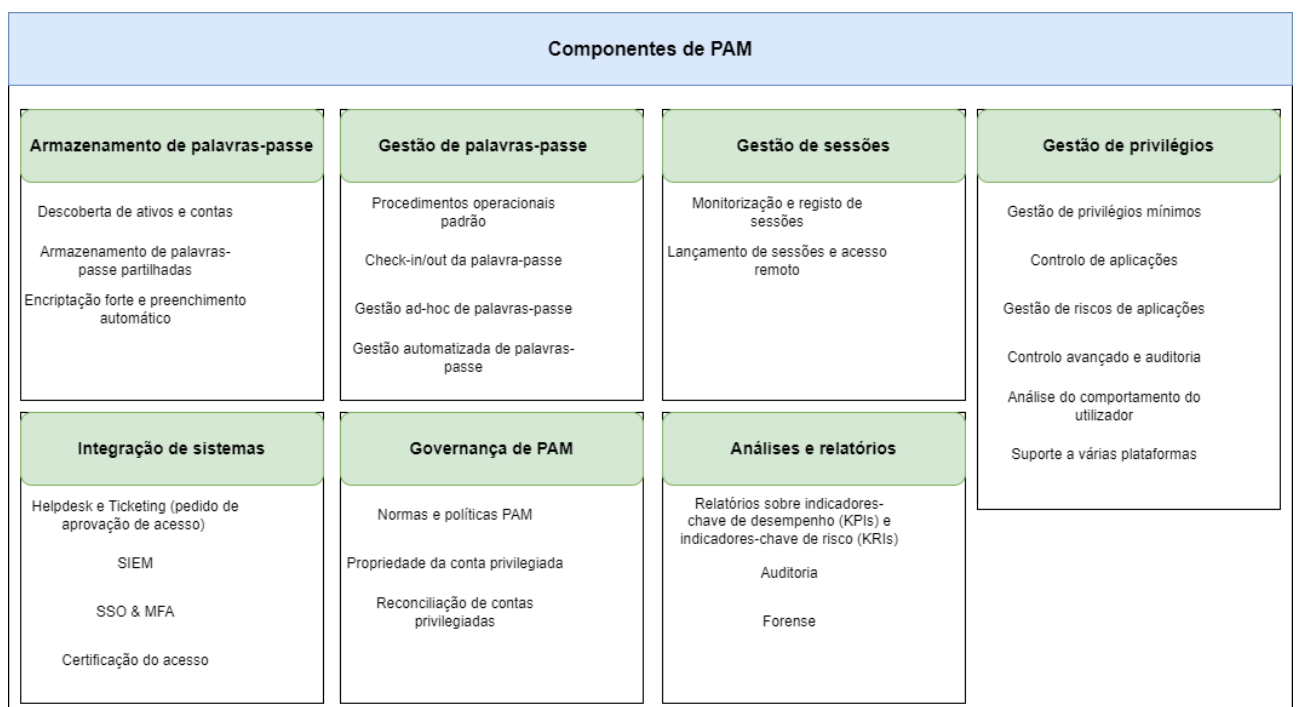 Componentes de PAM
Armazenamento de palavras-passe
Descoberta de ativos e contas
Armazenamento de palavras-
passe partilhadas
Encriptação forte e preenchimento
automático
Gestão de palavras-passe
Procedimentos operacionais
padrão
Check-in/out da palavra-passe
Gestão ad-hoc de palavras-passe
Gestão automatizada de palavras-
passe
Gestão de sessões
Monitorização e registo de
sessões
Lançamento de sessões e acesso
remoto
Gestão de privilégios
Gestão de privilégios mínimos
Controlo de aplicações
Gestão de riscos de aplicações
Controlo avançado e auditoria
Análise do comportamento do
utilizador
Suporte a várias plataformas
Integração de sistemas
Helpdesk e Ticketing (pedido de
aprovação de acesso)
SIEM
SSO & MFA
Certificação do acesso
Governança de PAM
Normas e políticas PAM
Propriedade da conta privilegiada
Reconciliação de contas
privilegiadas
Análises e relatórios
Relatórios sobre indicadores-
chave de desempenho (KPIs) e
indicadores-chave de risco (KRIs)
Auditoria
Forense